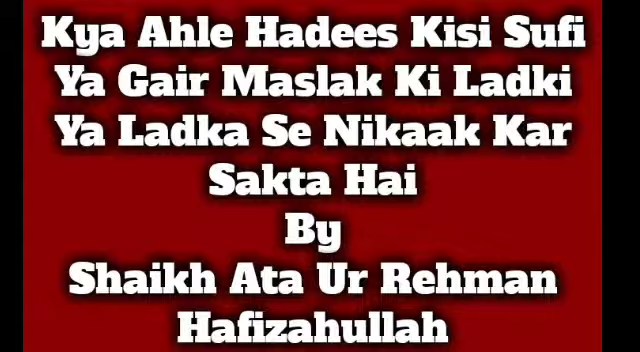 Kya Ahle Hadees Kisi Sufi
Ya Gair Maslak Ki Ladki
Ya Ladka Se Nikaak Kar
Sakta Hai
By
Shaikh Ata Ur Rehman
Hafizahullah